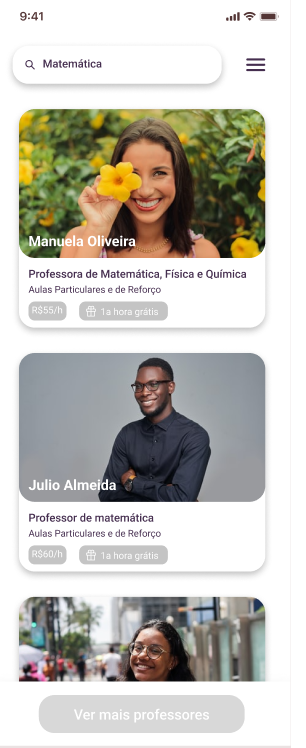 9:41
Matemática
Manuela Oliveira
Professora de Matemática, Física e Química
Aulas Particulares e de Reforço
R$55/h
1a hora grátis
Julio Almeida
Professor de matemática
Aulas Particulares e de Reforço
R$60/h
1a hora grátis
Ver mais professores